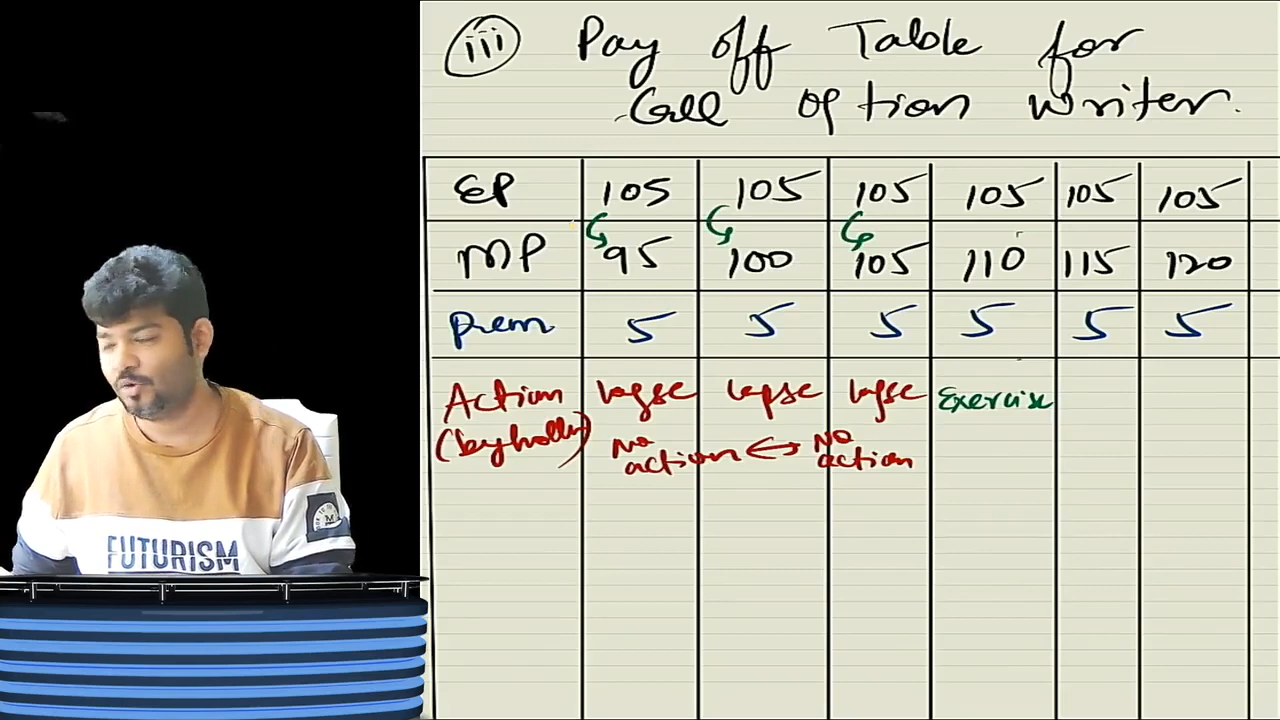 iii Pay off Table for
Call option writer.
EP 105 105 105 105 105 105
MP 95 100 105 110 115 120
Prem 5 5 5 5 5 5
Action lapse lapse lapse Exercise
(by holder) No action ↔ No action
FUTURISM